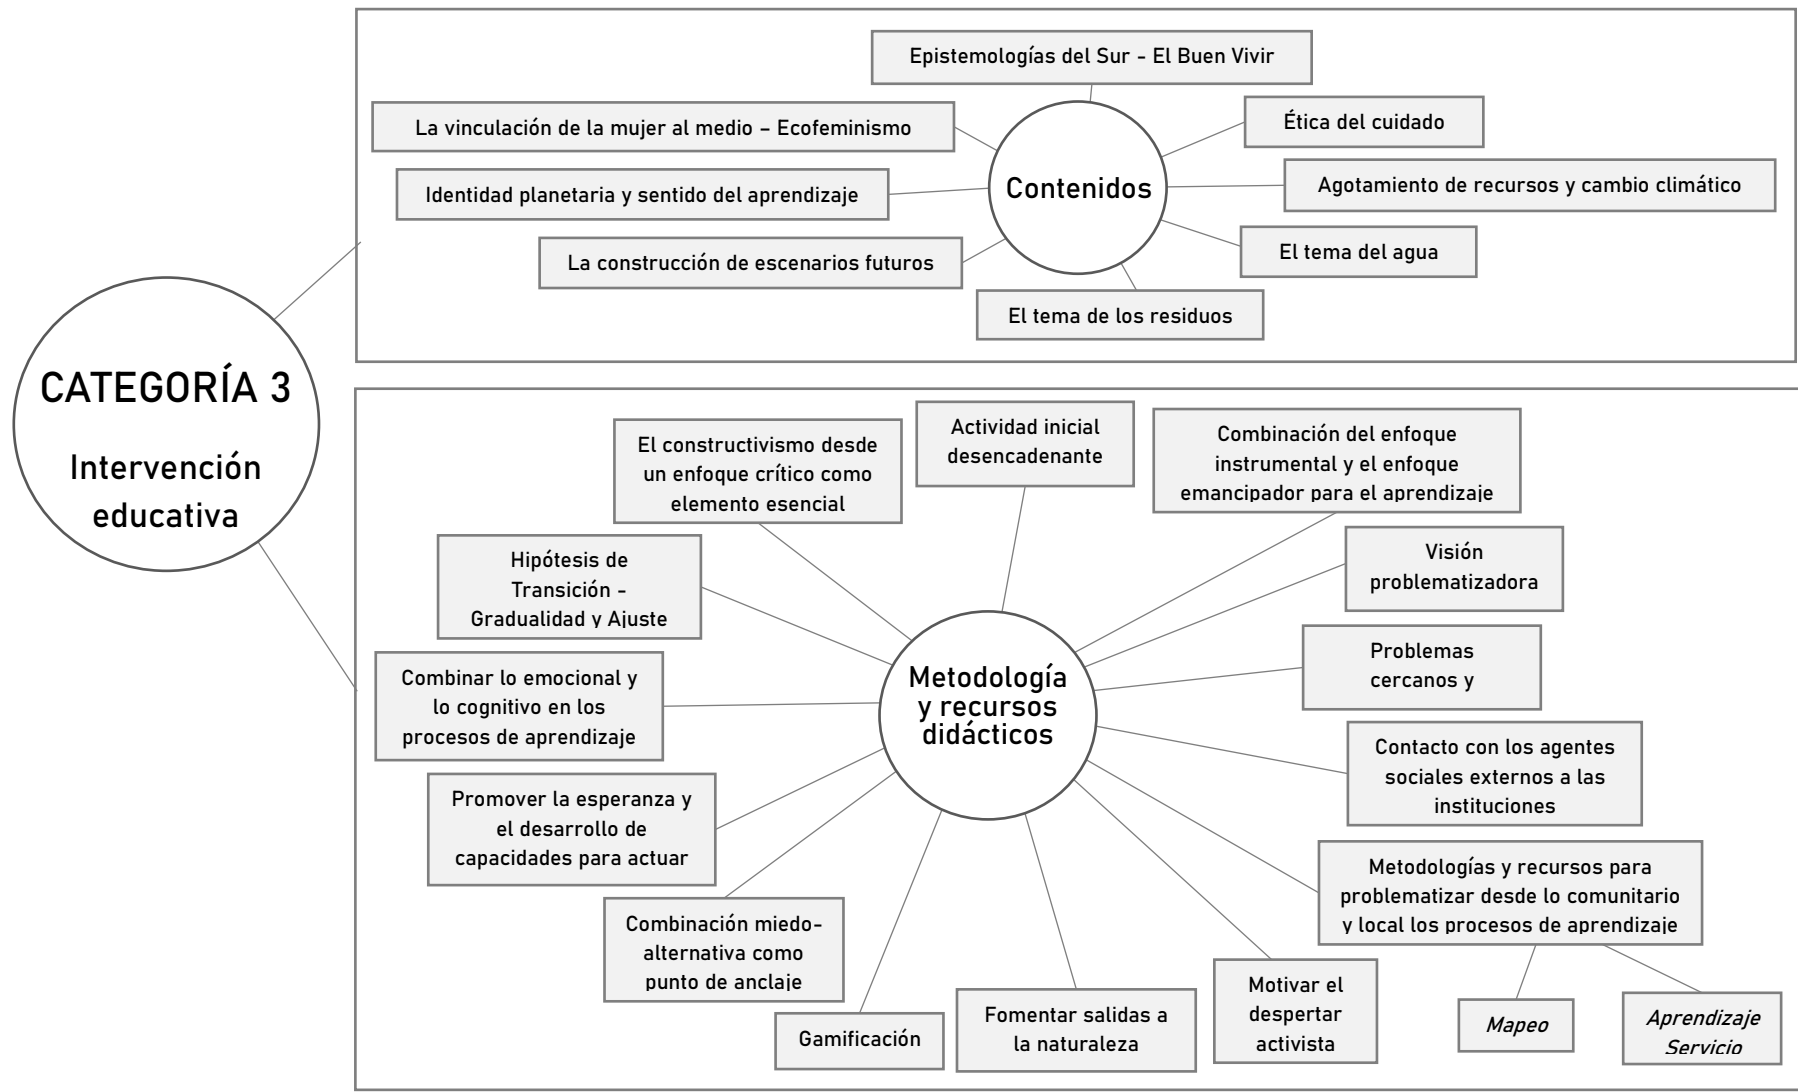 CATEGORÍA 3
Intervención
educativa
Epistemologías del Sur - El Buen Vivir
La vinculación de la mujer al medio – Ecofeminismo
Ética del cuidado
Identidad planetaria y sentido del aprendizaje
Contenidos
Agotamiento de recursos y cambio climático
La construcción de escenarios futuros
El tema del agua
El tema de los residuos
El constructivismo desde
un enfoque crítico como
elemento esencial
Actividad inicial
desencadenante
Combinación del enfoque
instrumental y el enfoque
emancipador para el aprendizaje
Hipótesis de
Transición -
Gradualidad y Ajuste
Visión
problematizadora
Combinar lo emocional y
lo cognitivo en los
procesos de aprendizaje
Metodología
y recursos
didácticos
Problemas
cercanos y
Contacto con los agentes
sociales externos a las
instituciones
Promover la esperanza y
el desarrollo de
capacidades para actuar
Metodologías y recursos para
problematizar desde lo comunitario
y local los procesos de aprendizaje
Combinación miedo-
alternativa como
punto de anclaje
Gamificación
Fomentar salidas a
la naturaleza
Motivar el
despertar
activista
Mapeo
Aprendizaje
Servicio